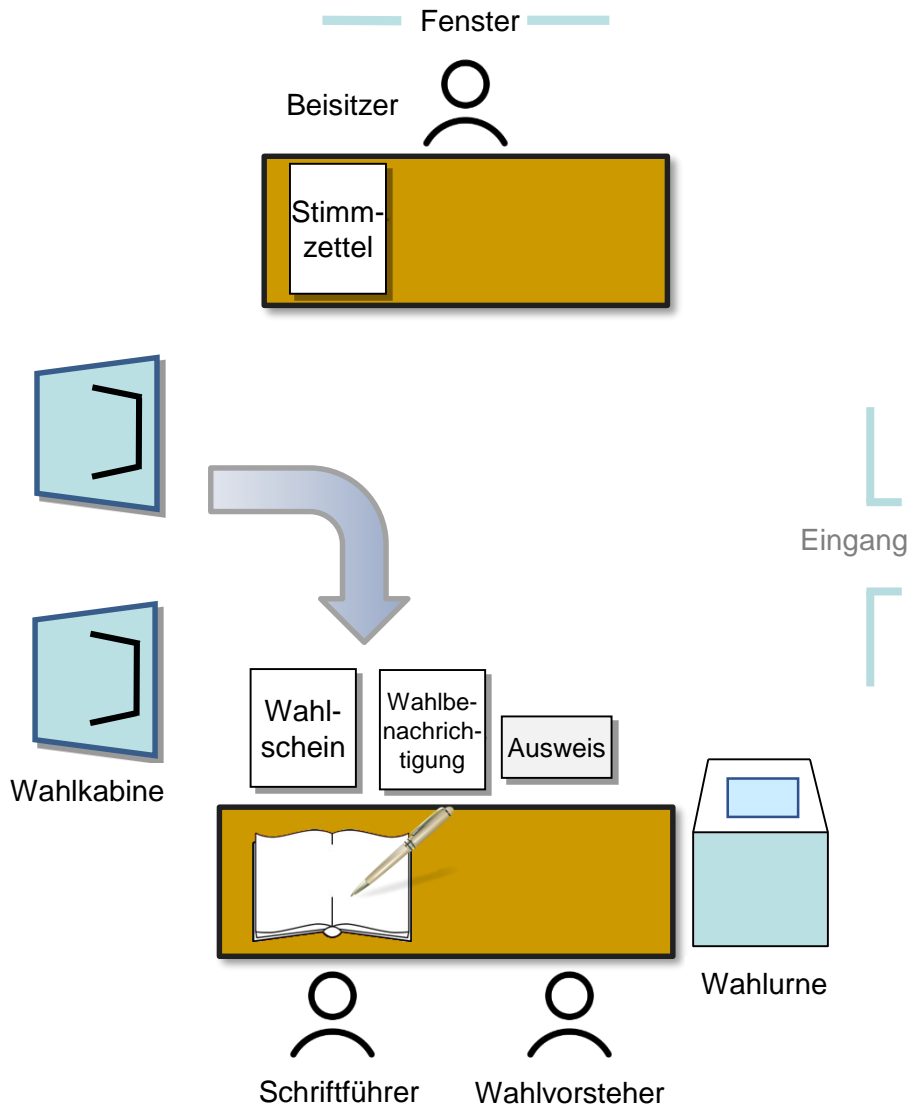 Fenster
Beisitzer
Stimm-
zettel
Eingang
Wahl-
schein
Wahlbe-
nachrich-
tigung
Ausweis
Wahlkabine
Wahlurne
Schriftführer
Wahlvorsteher